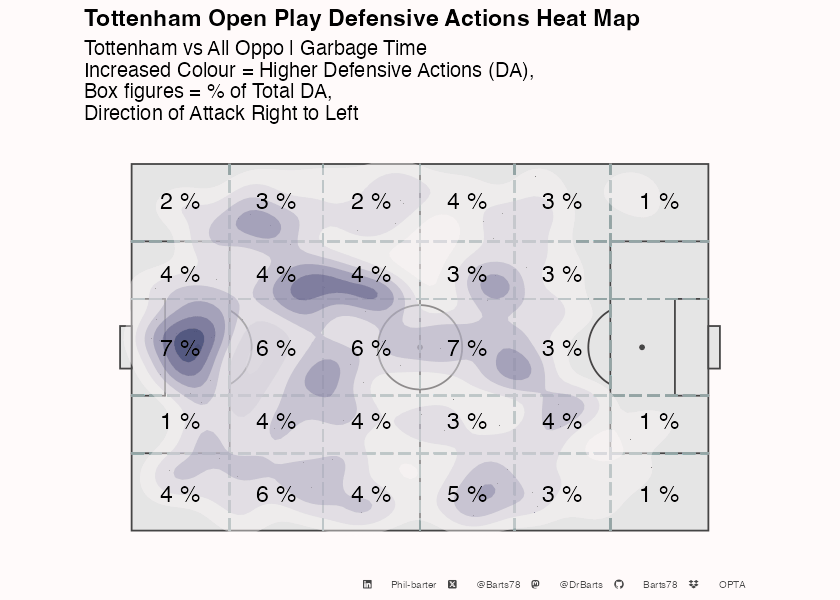 Tottenham Open Play Defensive Actions Heat Map
Tottenham vs All Oppo | Garbage Time
Increased Colour = Higher Defensive Actions (DA),
Box figures = % of Total DA,
Direction of Attack Right to Left
2 % 3 % 2 % 4 % 3 % 1 %
4 % 4 % 4 % 3 % 3 %
7 % 6 % 6 % 7 % 3 %
1 % 4 % 4 % 3 % 4 % 1 %
4 % 6 % 4 % 5 % 3 % 1 %
Phil-barter @Barts78 @DrBarts Barts78 OPTA